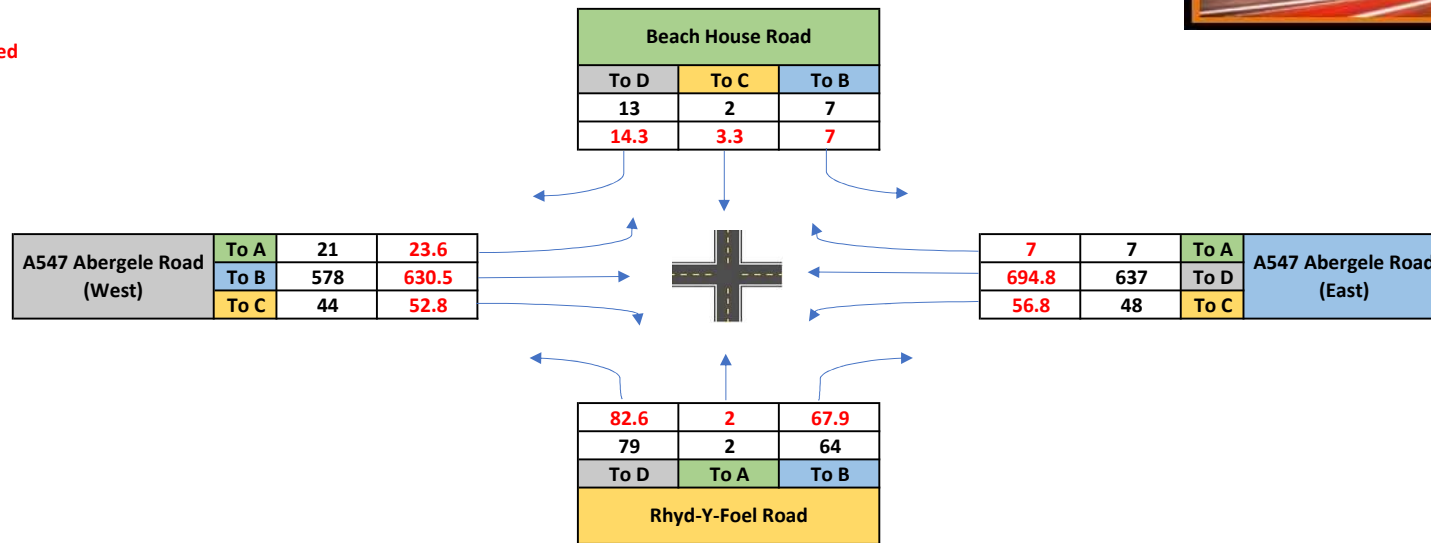 ed
Beach House Road
To D To C To B
13 2 7
14.3 3.3 7
A547 Abergele Road
(West)
To A 21 23.6
To B 578 630.5
To C 44 52.8
7 7 To A
694.8 637 To D
56.8 48 To C
A547 Abergele Road
(East)
82.6 2 67.9
79 2 64
To D To A To B
Rhyd-Y-Foel Road